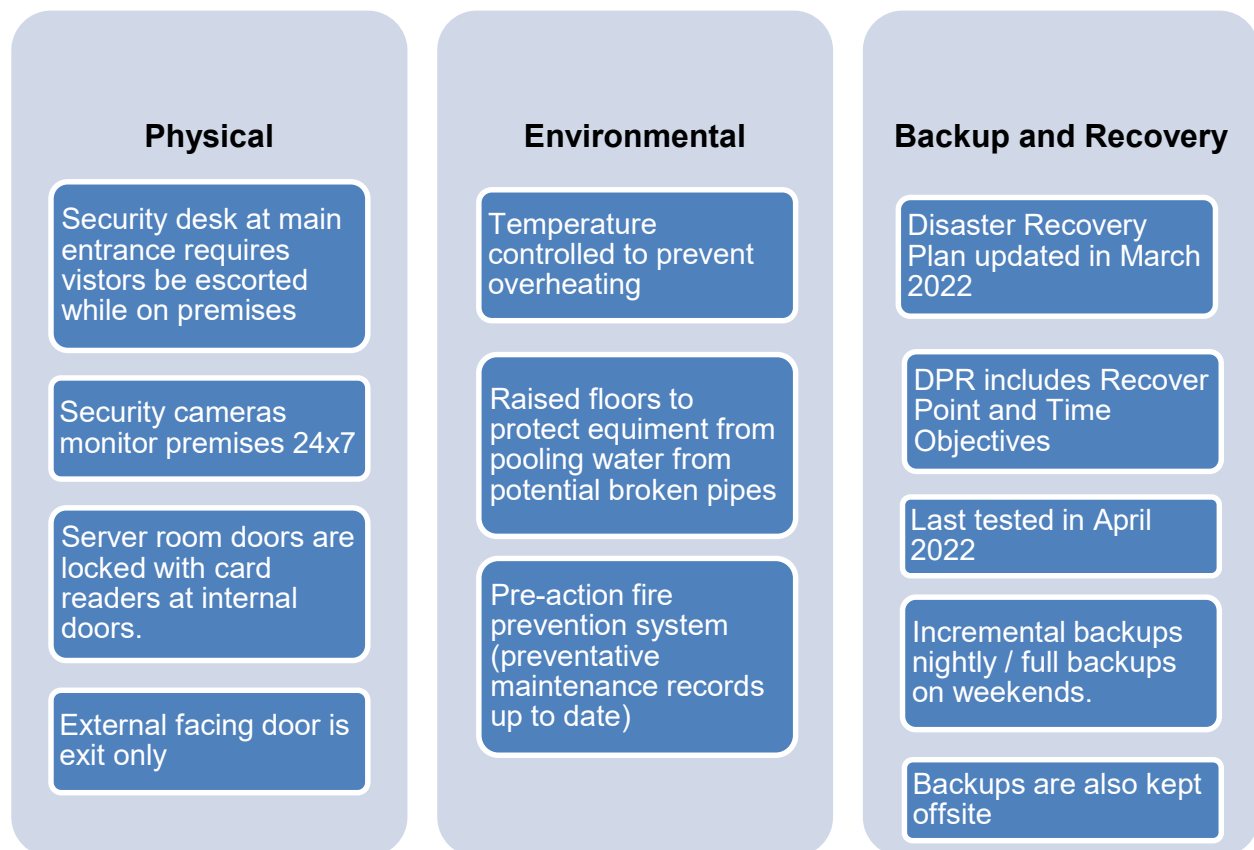 Physical
Security desk at main
entrance requires
vistors be escorted
while on premises
Security cameras
monitor premises 24x7
Server room doors are
locked with card
readers at internal
doors.
External facing door is
exit only
Environmental
Temperature
controlled to prevent
overheating
Raised floors to
protect equiment from
pooling water from
potential broken pipes
Pre-action fire
prevention system
(preventative
maintenance records
up to date)
Backup and Recovery
Disaster Recovery
Plan updated in March
2022
DPR includes Recover
Point and Time
Objectives
Last tested in April
2022
Incremental backups
nightly / full backups
on weekends.
Backups are also kept
offsite